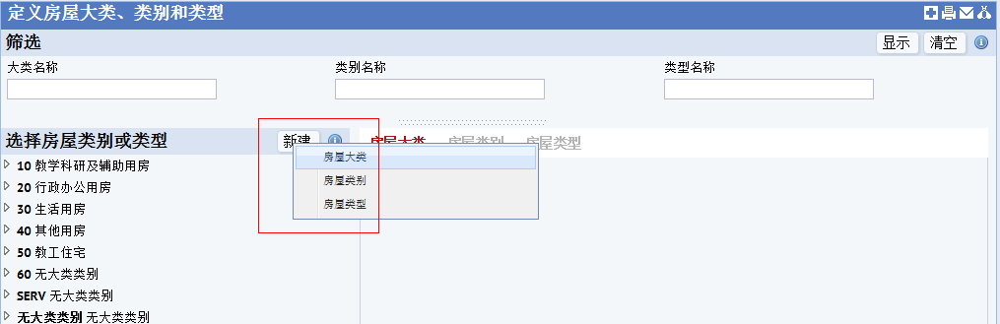 定义房屋大类、类别和类型
筛选 显示 清空
大类名称 类别名称 类型名称
选择房屋类别或类型 新建 房屋大类 房屋类别 房屋类型
房屋大类
房屋类别
房屋类型
10 教学科研及辅助用房
20 行政办公用房
30 生活用房
40 其他用房
50 教工住宅
60 无大类类别
SERV 无大类类别
无大类类别 无大类类别